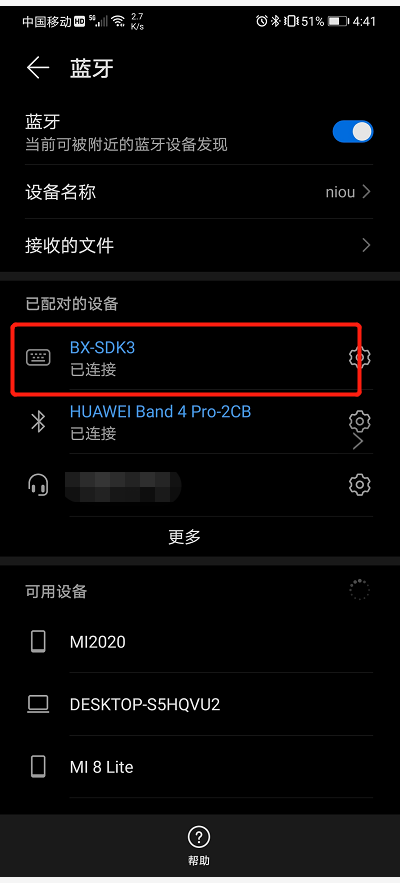 中国移动 HD 5G 2.7 K/s 51% 4:41
蓝牙
蓝牙
当前可被附近的蓝牙设备发现
设备名称 niou
接收的文件
已配对的设备
BX-SDK3
已连接
HUAWEI Band 4 Pro-2CB
已连接
更多
可用设备
MI2020
DESKTOP-S5HQVU2
MI 8 Lite
帮助